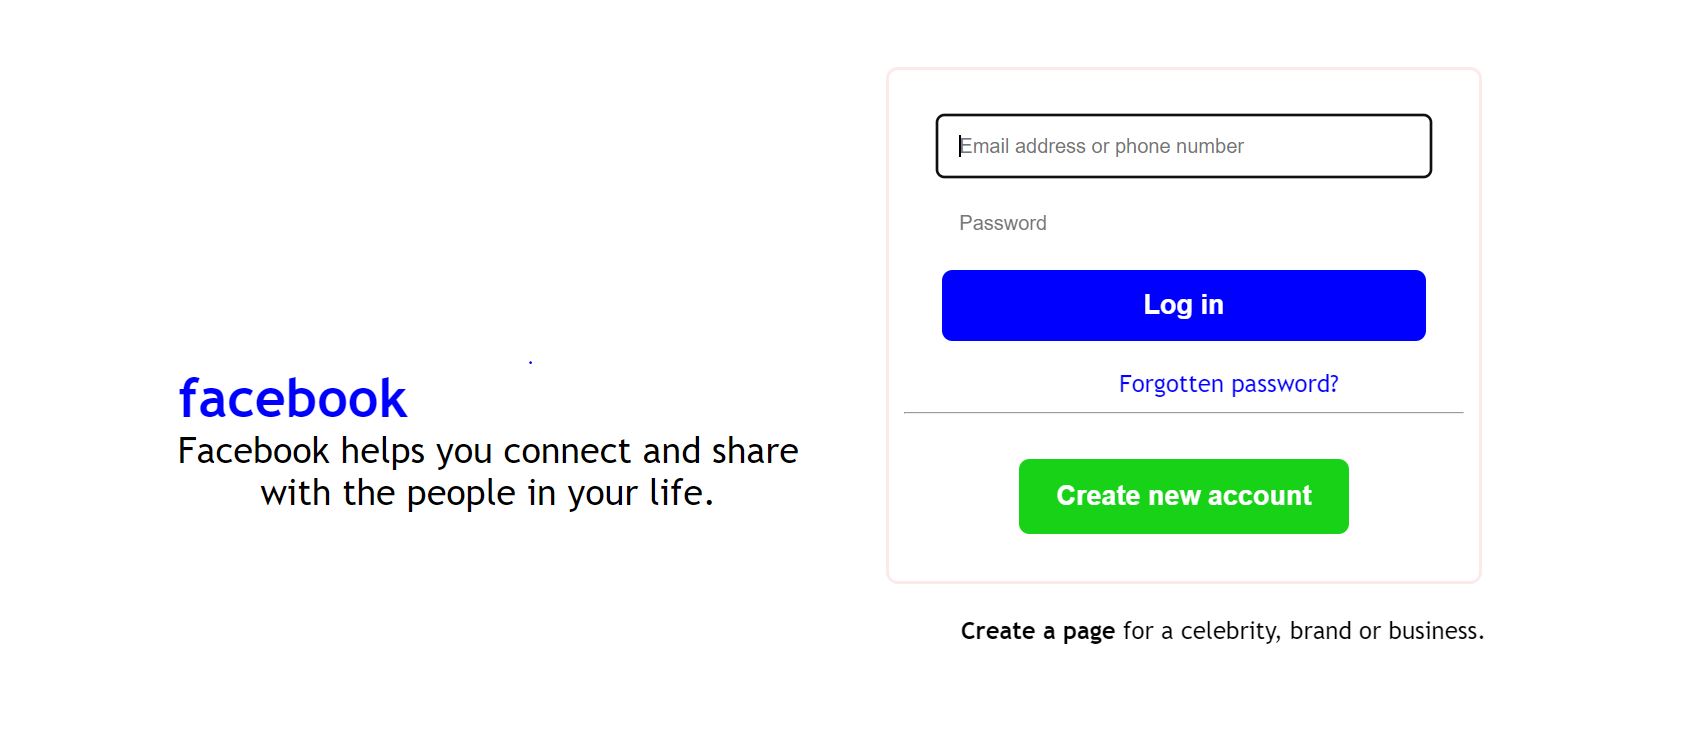 Email address or phone number
Password
Log in
Forgotten password?
Create new account
Create a page for a celebrity, brand or business.
facebook
Facebook helps you connect and share
with the people in your life.